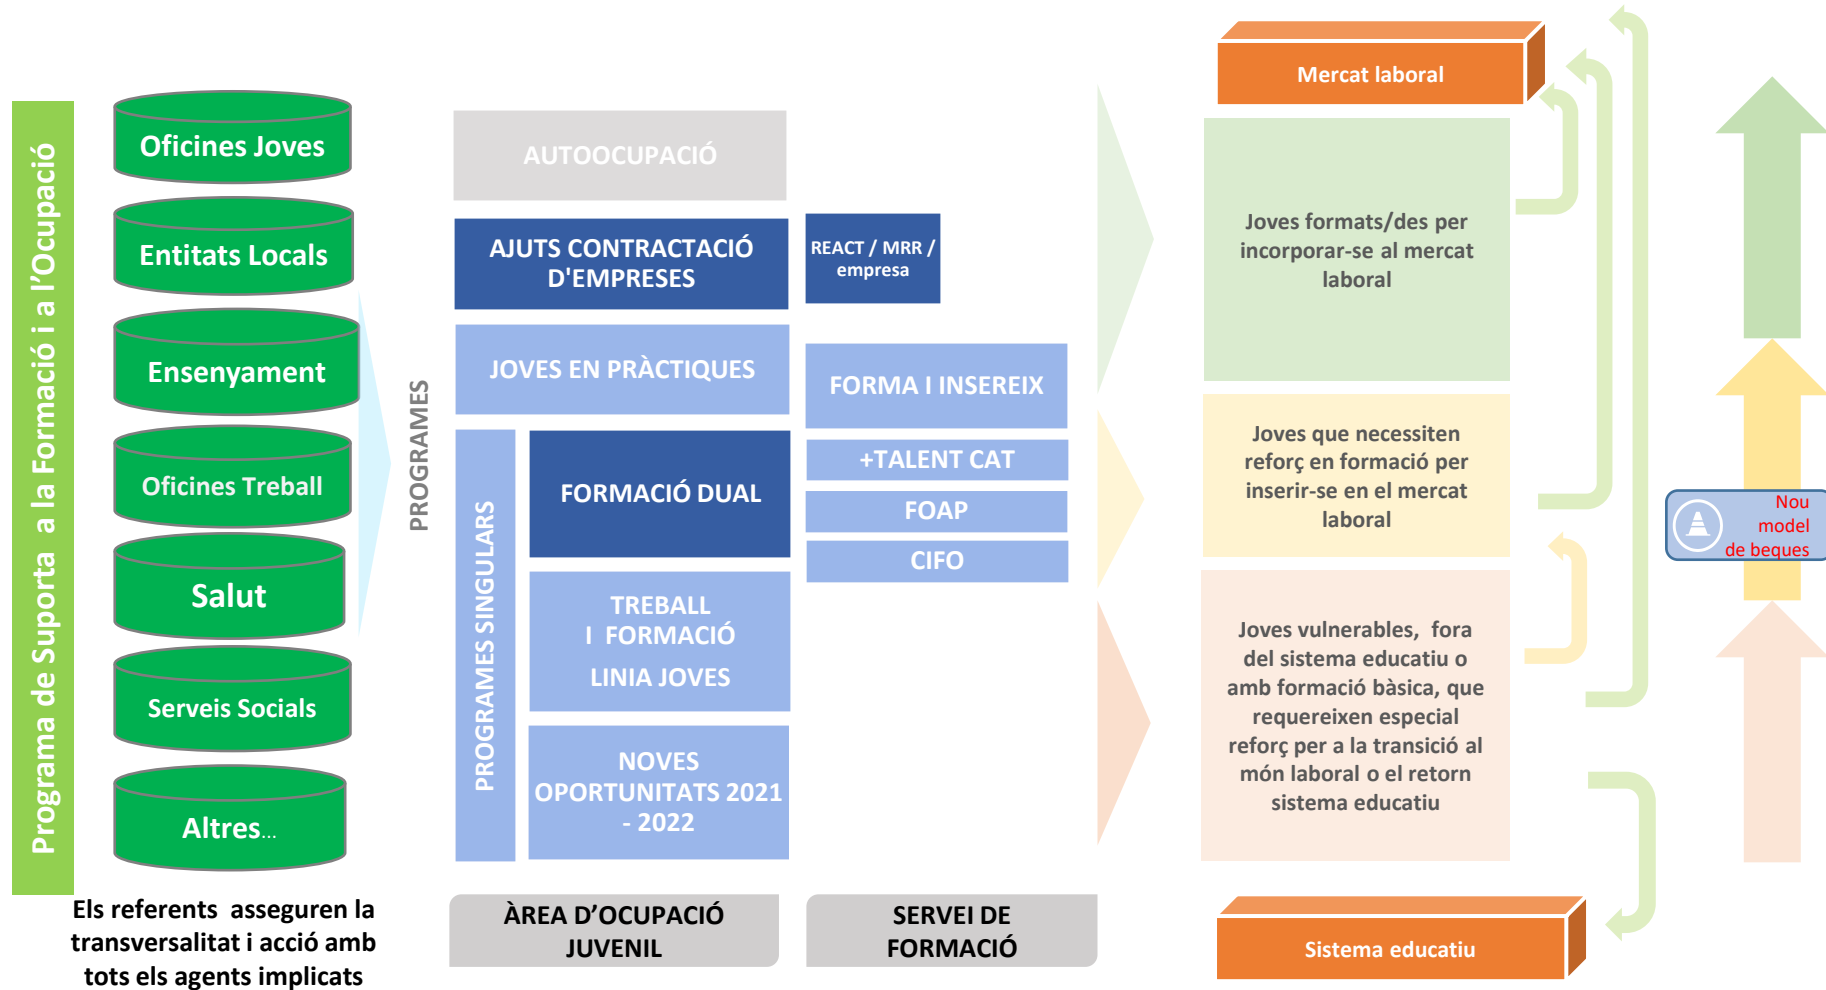 Programa de Suporta a la Formació i a l'Ocupació
Oficines Joves
Entitats Locals
Ensenyament
Oficines Treball
Salut
Serveis Socials
Altres...
Els referents asseguren la
transversalitat i acció amb
tots els agents implicats
PROGRAMES
AUTOOCUPACIÓ
AJUTS CONTRACTACIÓ
D'EMPRESES
REACT / MRR /
empresa
JOVES EN PRÀCTIQUES
FORMA I INSEREIX
PROGRAMES SINGULARS
FORMACIÓ DUAL
+TALENT CAT
FOAP
CIFO
TREBALL
I FORMACIÓ
LINIA JOVES
NOVES
OPORTUNITATS 2021
- 2022
ÀREA D'OCUPACIÓ
JUVENIL
SERVEI DE
FORMACIÓ
Mercat laboral
Joves formats/des per
incorporar-se al mercat
laboral
Joves que necessiten
reforç en formació per
inserir-se en el mercat
laboral
Joves vulnerables, fora
del sistema educatiu o
amb formació bàsica, que
requereixen especial
reforç per a la transició al
món laboral o el retorn
sistema educatiu
Sistema educatiu
Nou
model
de beques